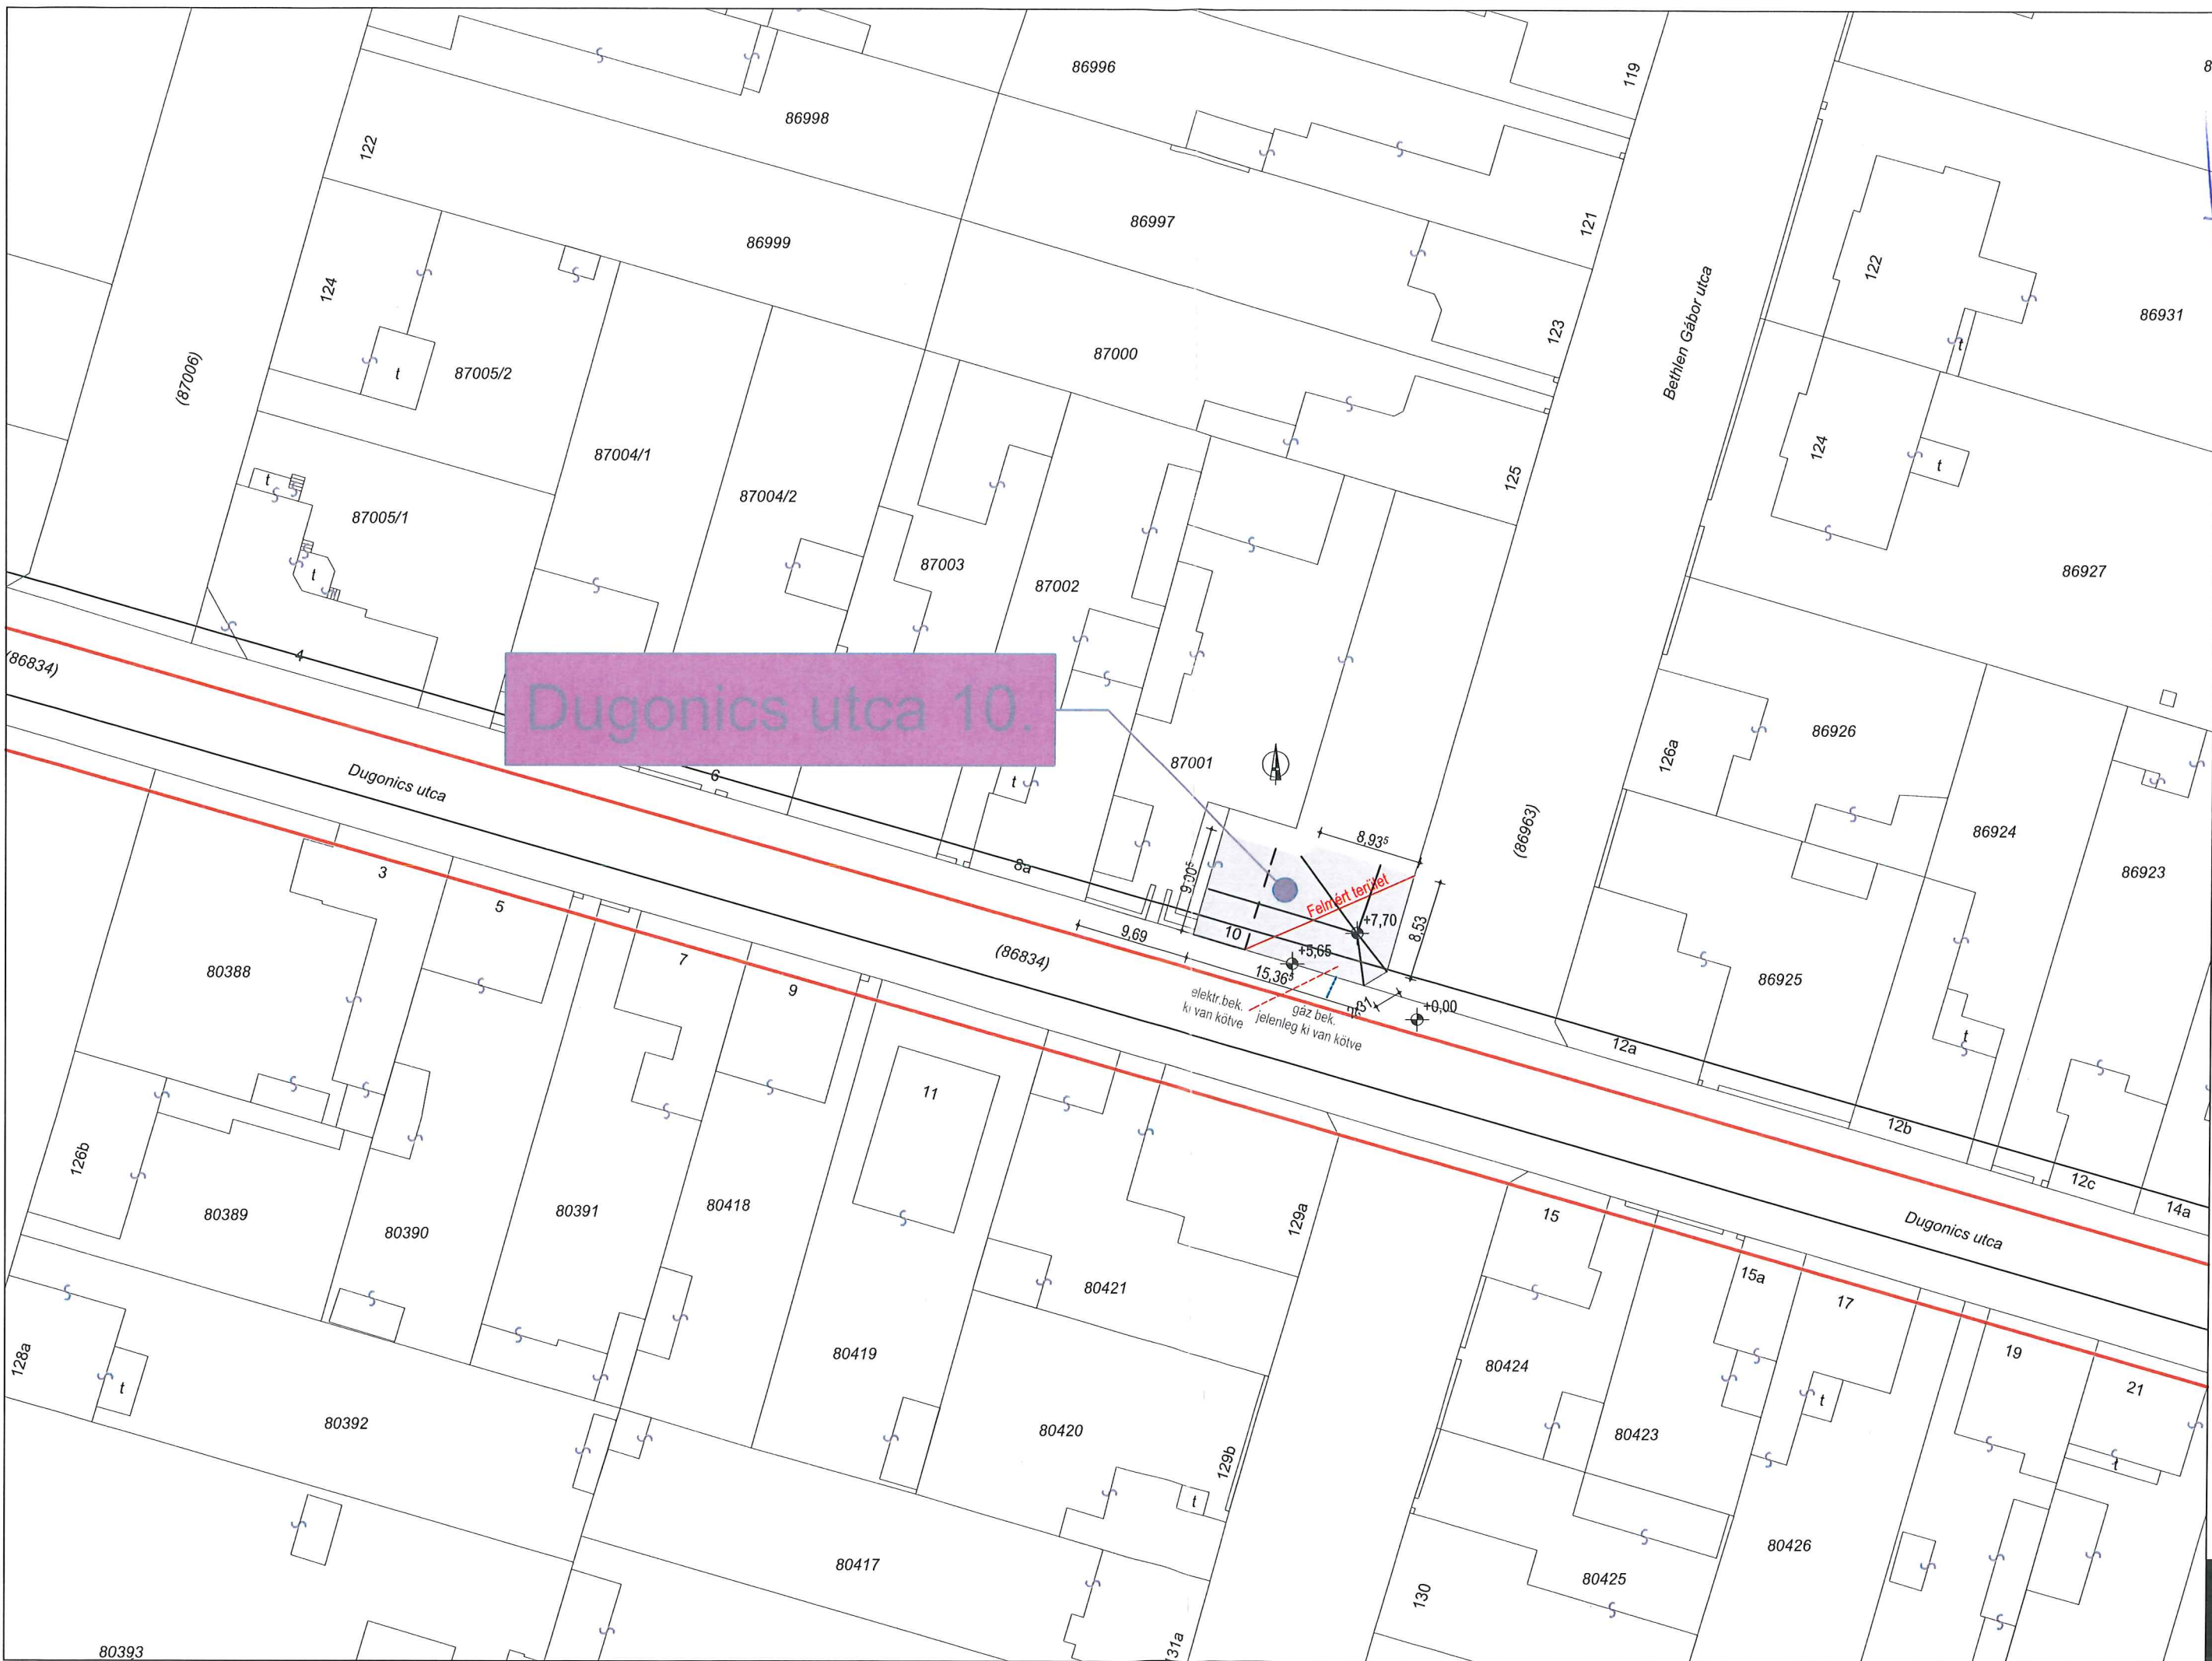 86996
119
86998
122
86997
121
86999
122
124
86931
123
Bethlen Gábor utca
87000
(87006)
t
t
87005/2
124
87004/1
t
125
t
87004/2
87005/1
87003
86927
t
87002
4
(86834)
Dugonics utca 10.
86926
126a
87001
6
t
Dugonics utca
(86963)
86924
8,93⁵
8a
3
86923
9,00⁵
Felmért terület
5
+7,70
10
8,53
9,69
+5,65
7
(86834)
80388
15,36⁵
86925
9
elektr.bek.
ki van kötve
2,31
+0,00
gáz bek.
jelenleg ki van kötve
t
12a
11
12b
126b
12c
80389
80391
80418
129a
15
14a
80390
Dugonics utca
80421
15a
17
80419
128a
80424
19
t
t
21
80392
80420
80423
129b
t
t
80417
80426
130
80425
131a
80393